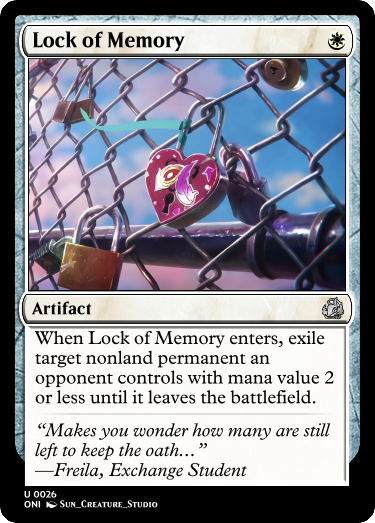 Lock of Memory
Artifact
When Lock of Memory enters, exile
target nonland permanent an
opponent controls with mana value 2
or less until it leaves the battlefield.
“Makes you wonder how many are still
left to keep the oath...”
—Freila, Exchange Student
U 0026
ONI Sun_Creature_Studio